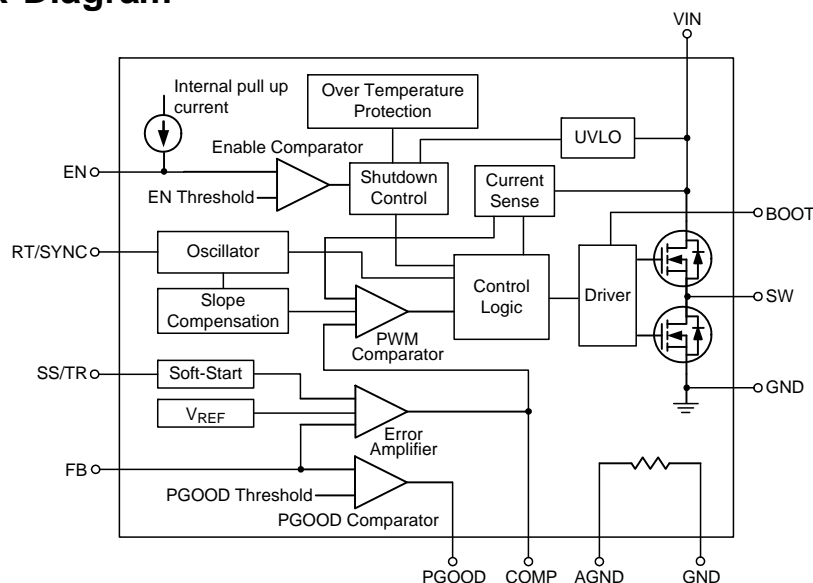 Diagram
VIN
Internal pull up
current
Over Temperature
Protection
UVLO
Enable Comparator
EN
EN Threshold
Shutdown
Control
Current
Sense
BOOT
RT/SYNC
Oscillator
Slope
Compensation
PWM
Comparator
Control
Logic
Driver
SW
SS/TR
Soft-Start
VREF
Error
Amplifier
GND
FB
PGOOD Threshold
PGOOD Comparator
PGOOD
COMP
AGND
GND